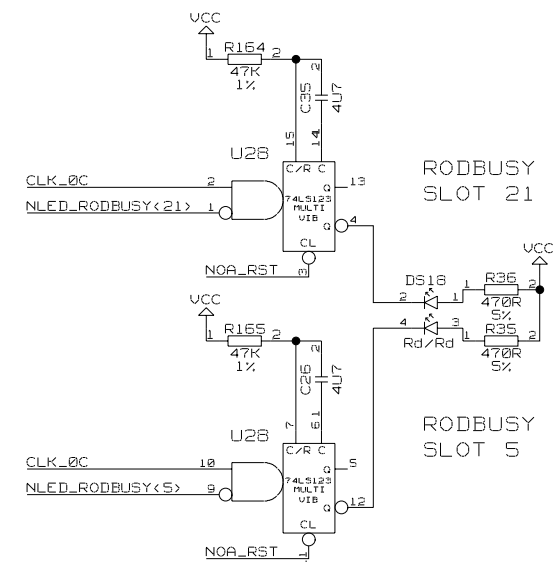 VCC
1 R164 2
47K
1%
C35
2
4U7
15
14
U28
C/R C
CLK_0C
2
Q 13
74LS123
MULTI
VIB
NLED_RODBUSY<21>
1
Q 4
CL
3
NOA_RST
RODBUSY
SLOT 21
VCC
DS18
2 1
R36
1 2
470R
5%
4 3
Rd/Rd
R35
1 2
470R
5%
VCC
1 R165 2
47K
1%
C26
2
4U7
7
6 1
U28
C/R C
CLK_0C
10
Q 5
74LS123
MULTI
VIB
NLED_RODBUSY<5>
9
Q 12
CL
1
NOA_RST
RODBUSY
SLOT 5